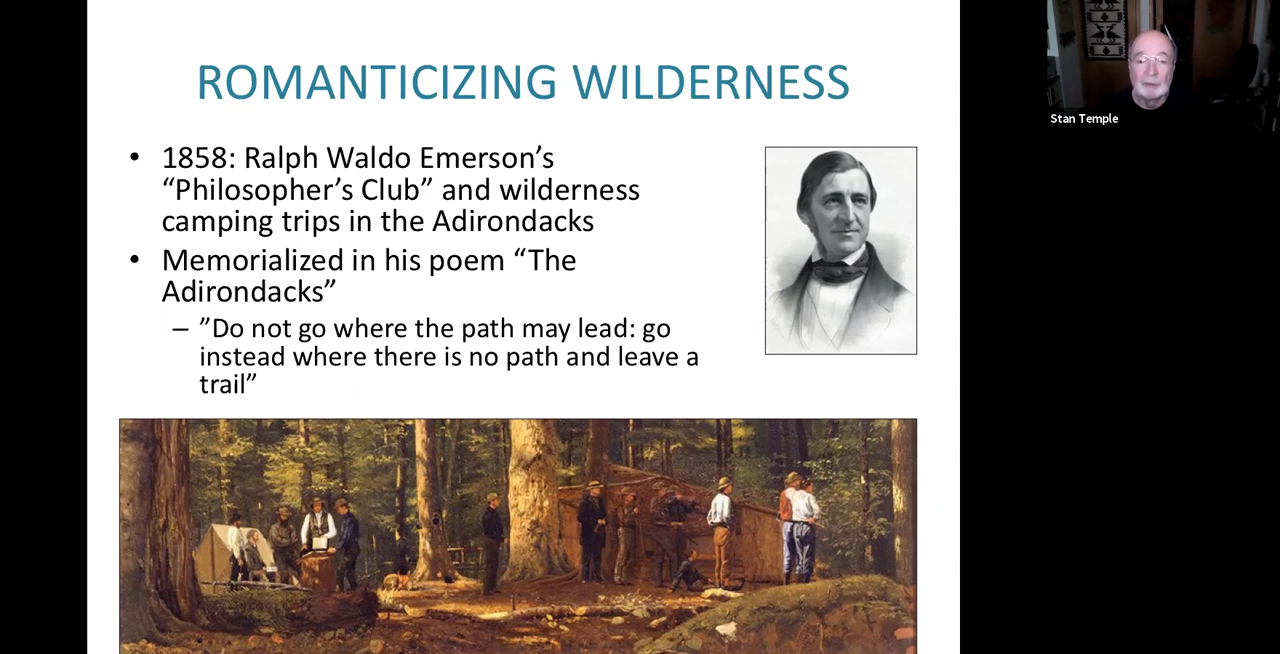 ROMANTICIZING WILDERNESS
• 1858: Ralph Waldo Emerson’s
“Philosopher’s Club” and wilderness
camping trips in the Adirondacks
• Memorialized in his poem “The
Adirondacks”
– ”Do not go where the path may lead: go
instead where there is no path and leave a
trail”
Stan Temple